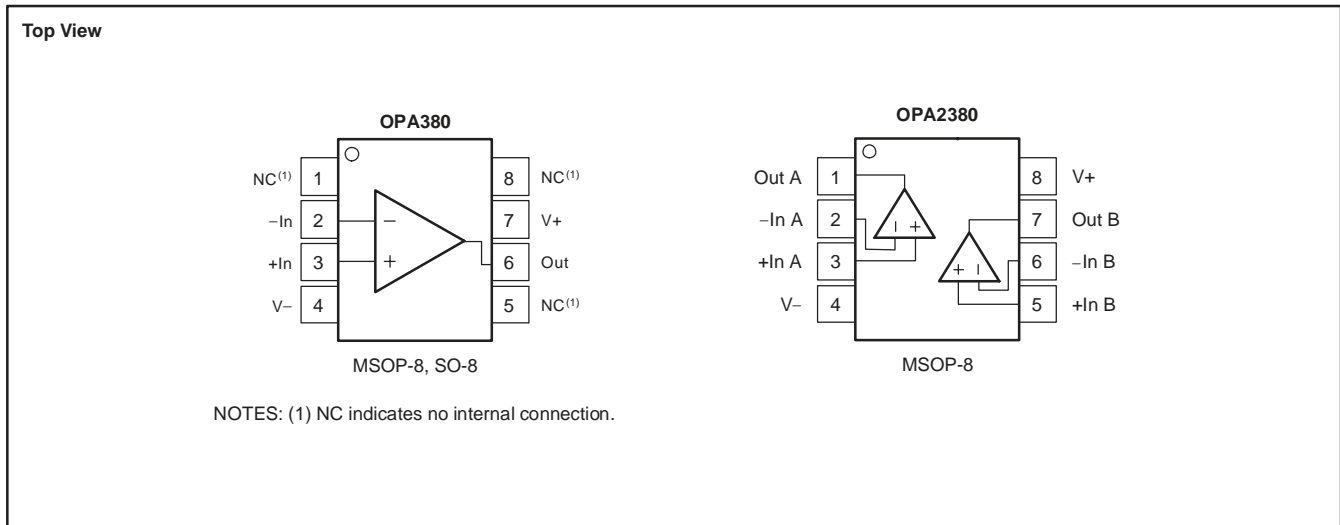 Top View
OPA380
NC(1) 1 8 NC(1)
−In 2 − 7 V+
+In 3 + 6 Out
V− 4 5 NC(1)
MSOP-8, SO-8
NOTES: (1) NC indicates no internal connection.
OPA2380
Out A 1 8 V+
−In A 2 − + 7 Out B
+In A 3 + − 6 −In B
V− 4 5 +In B
MSOP-8